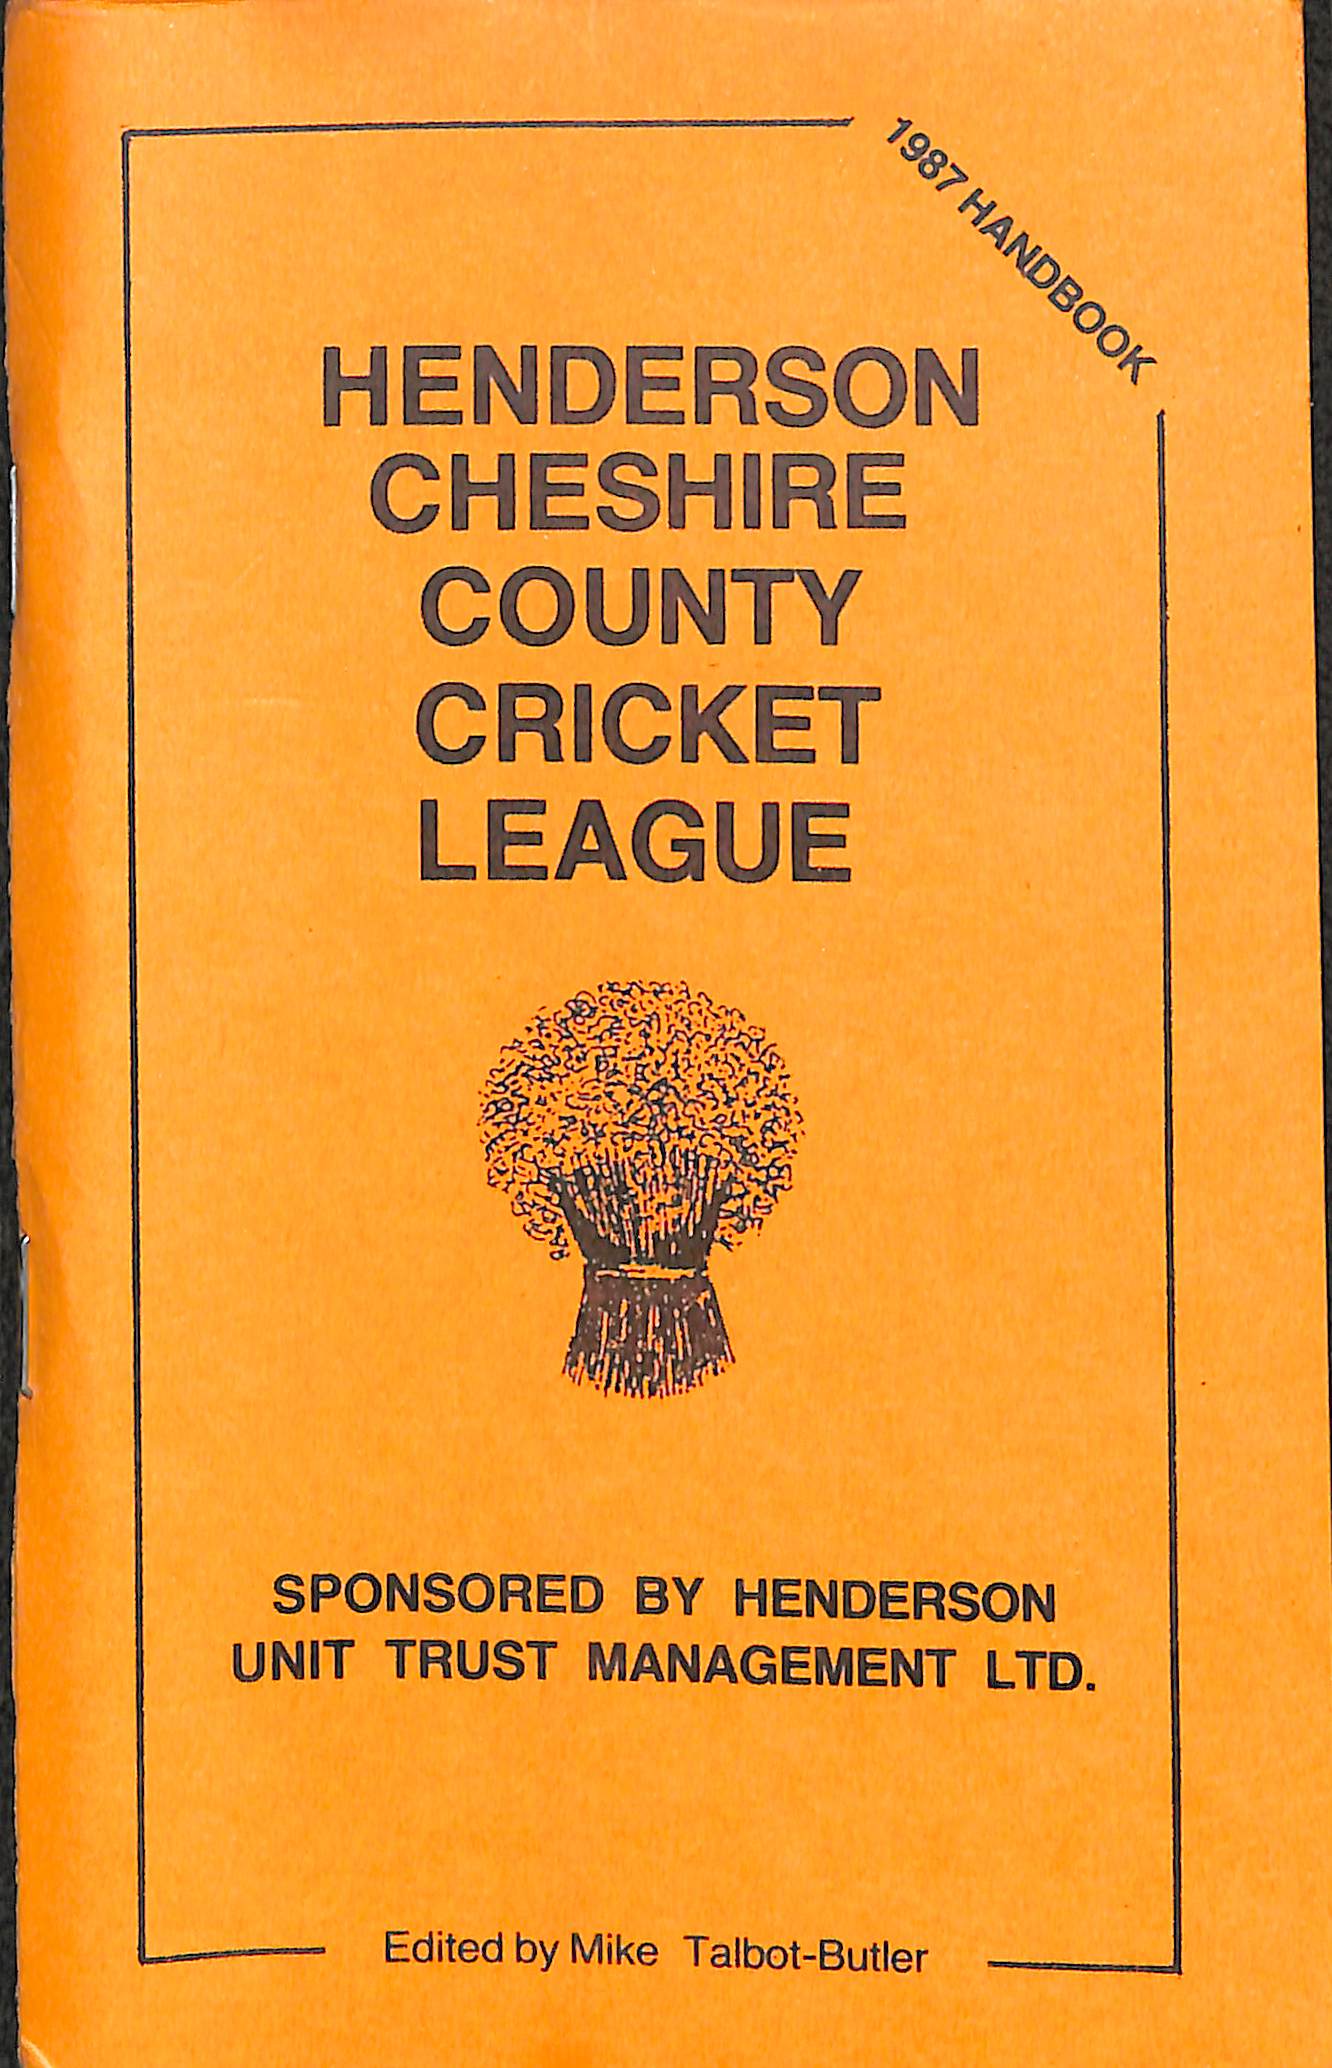 1987 HANDBOOK
HENDERSON
CHESHIRE
COUNTY
CRICKET
LEAGUE
SPONSORED BY HENDERSON
UNIT TRUST MANAGEMENT LTD.
Edited by Mike Talbot-Butler